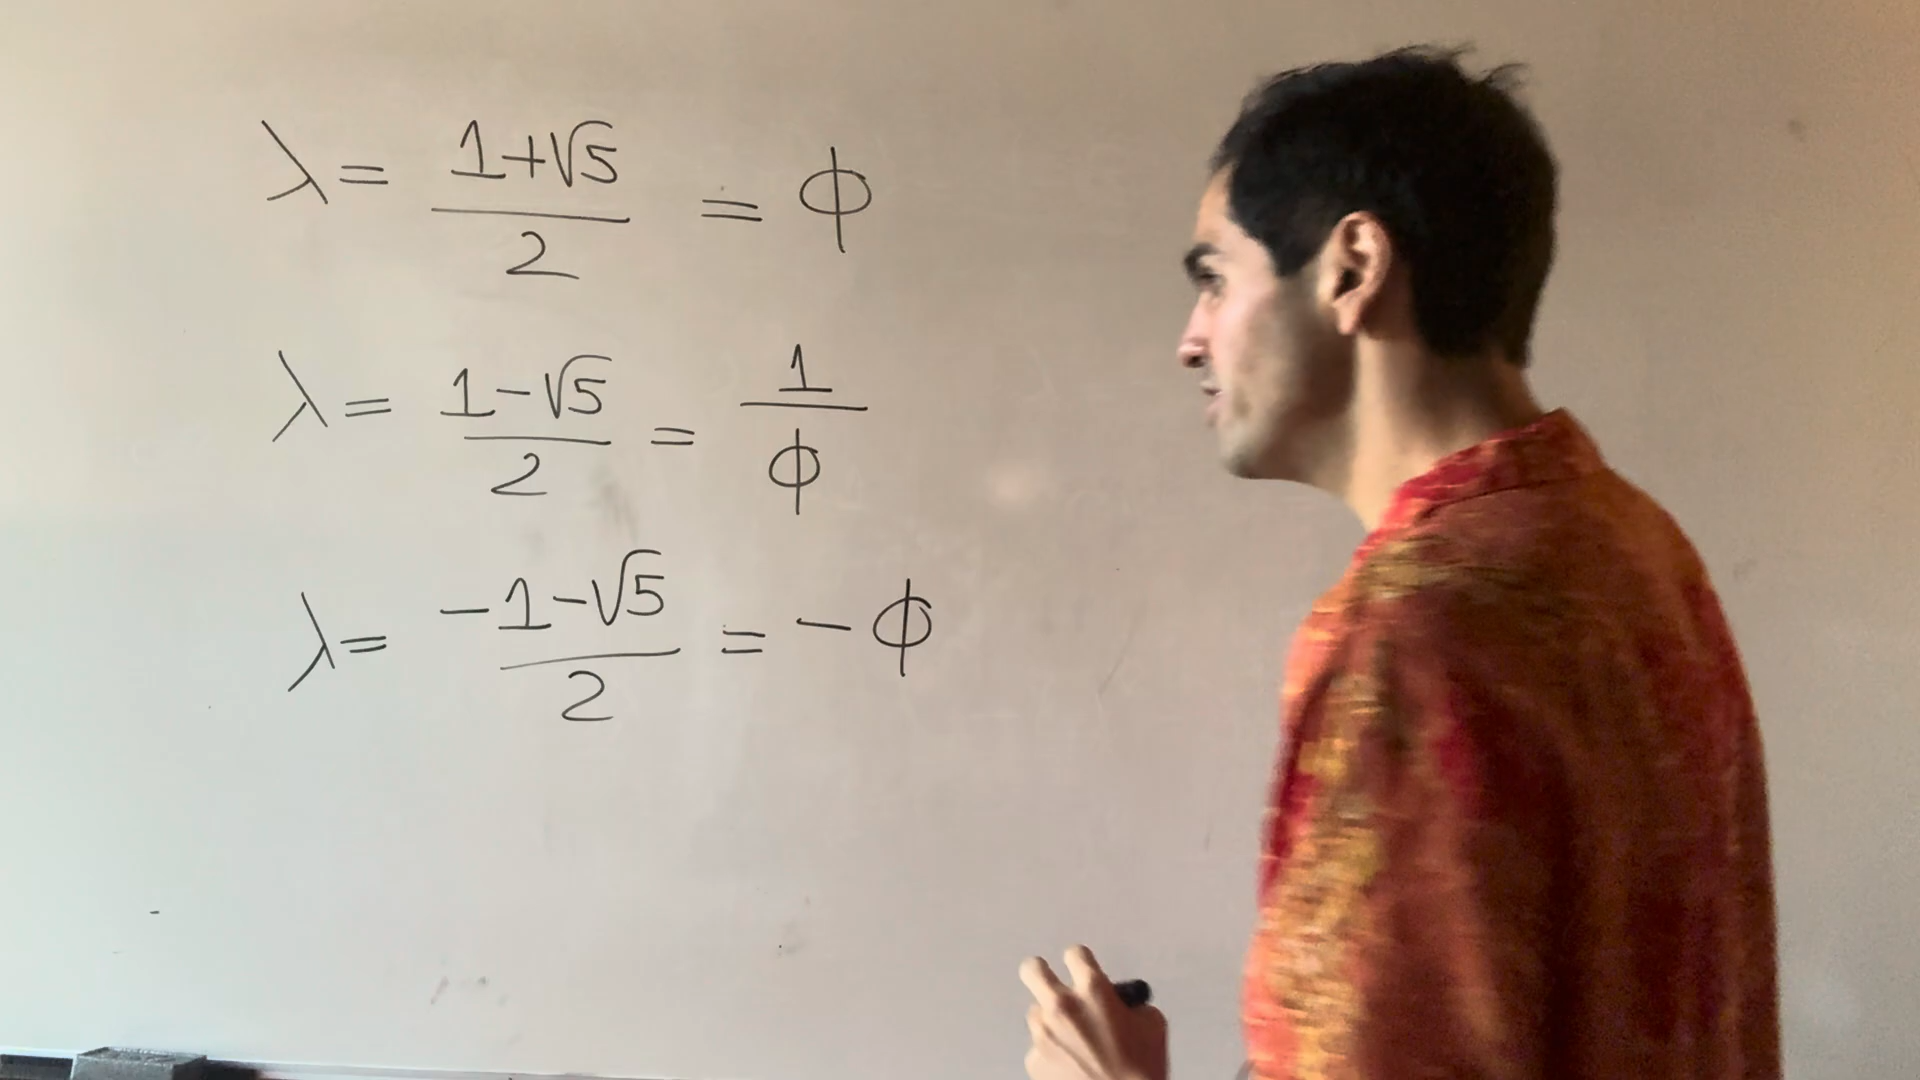 λ = (1+√5)/2 = ϕ
λ = (1-√5)/2 = 1/ϕ
λ = (-1-√5)/2 = -ϕ